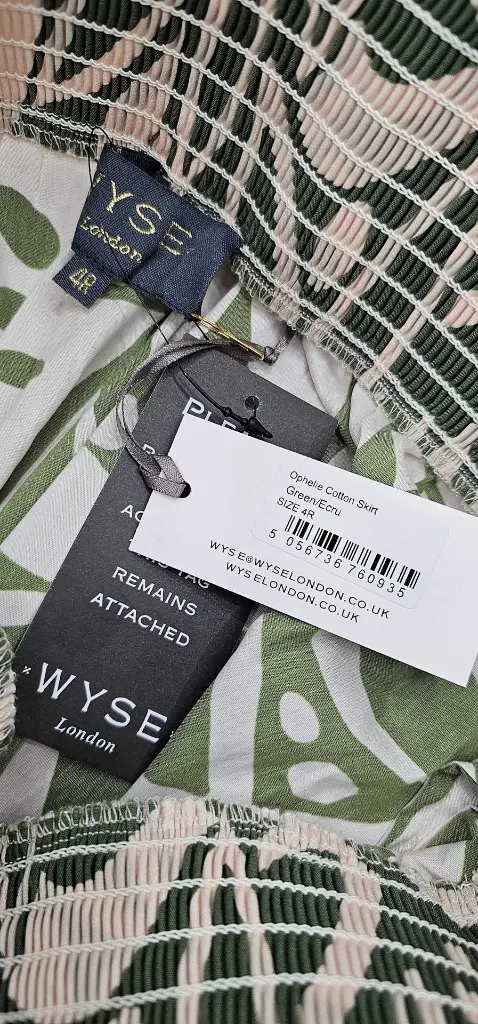 WYSE
London
4R
Ophelie Cotton Skirt
Green/Ecru
SIZE 4R
5 056736 760935
WYSE@WYSELONDON.CO.UK
WYSELONDON.CO.UK
TAG
REMAINS
ATTACHED
WYSE
London